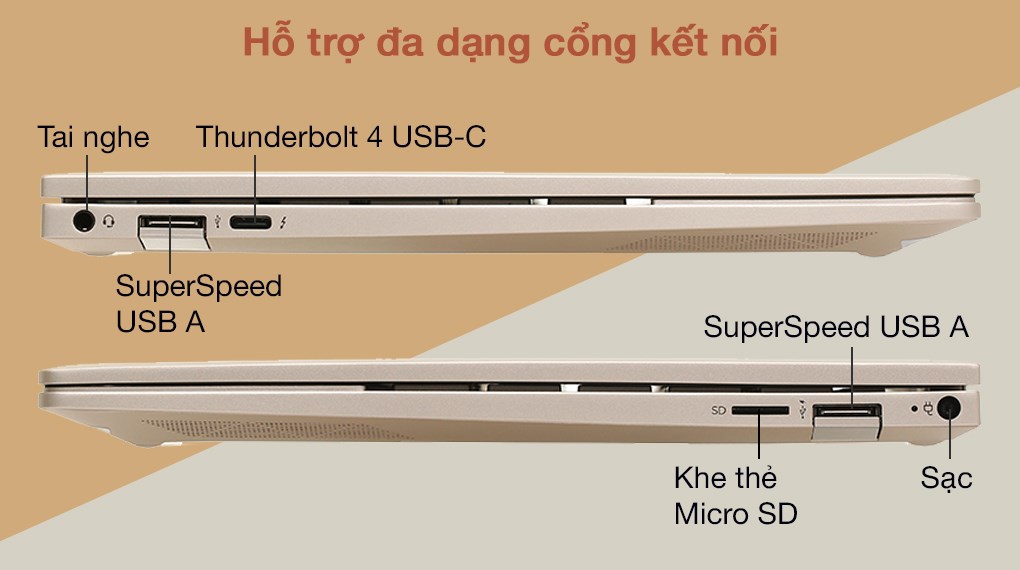 Hỗ trợ đa dạng cổng kết nối
Tai nghe
Thunderbolt 4 USB-C
SuperSpeed
USB A
SuperSpeed USB A
SD
Khe thẻ
Micro SD
Sạc